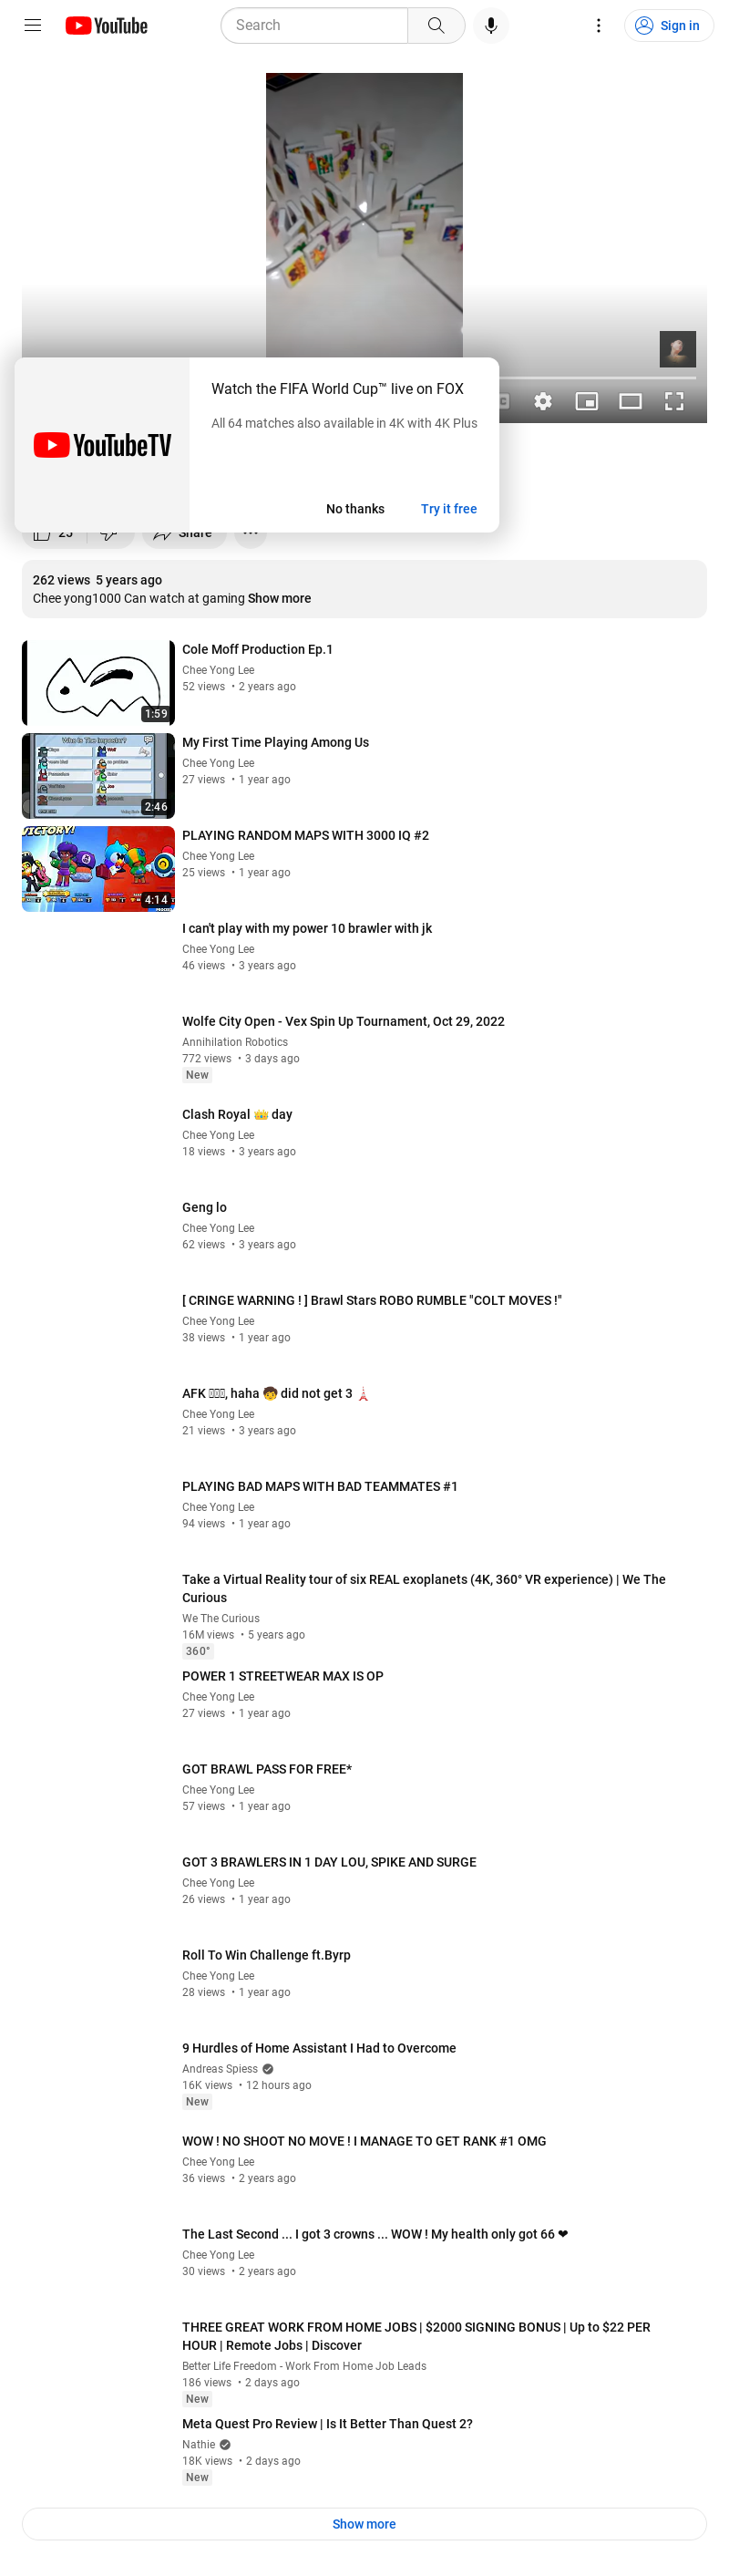 YouTube
Search
Sign in
Watch the FIFA World Cup™ live on FOX
All 64 matches also available in 4K with 4K Plus
YouTubeTV
No thanks
Try it free
25
Share
262 views 5 years ago
Chee yong1000 Can watch at gaming Show more
Cole Moff Production Ep.1
Chee Yong Lee
52 views • 2 years ago
1:59
My First Time Playing Among Us
Chee Yong Lee
27 views • 1 year ago
Who Is The Impostor?
2:46
PLAYING RANDOM MAPS WITH 3000 IQ #2
Chee Yong Lee
25 views • 1 year ago
VICTORY!
4:14
I can't play with my power 10 brawler with jk
Chee Yong Lee
46 views • 3 years ago
Wolfe City Open - Vex Spin Up Tournament, Oct 29, 2022
Annihilation Robotics
772 views • 3 days ago
New
Clash Royal 👑 day
Chee Yong Lee
18 views • 3 years ago
Geng lo
Chee Yong Lee
62 views • 3 years ago
[ CRINGE WARNING ! ] Brawl Stars ROBO RUMBLE "COLT MOVES !"
Chee Yong Lee
38 views • 1 year ago
AFK , haha 🧒 did not get 3 🗼
Chee Yong Lee
21 views • 3 years ago
PLAYING BAD MAPS WITH BAD TEAMMATES #1
Chee Yong Lee
94 views • 1 year ago
Take a Virtual Reality tour of six REAL exoplanets (4K, 360° VR experience) | We The
Curious
We The Curious
16M views • 5 years ago
360°
POWER 1 STREETWEAR MAX IS OP
Chee Yong Lee
27 views • 1 year ago
GOT BRAWL PASS FOR FREE*
Chee Yong Lee
57 views • 1 year ago
GOT 3 BRAWLERS IN 1 DAY LOU, SPIKE AND SURGE
Chee Yong Lee
26 views • 1 year ago
Roll To Win Challenge ft.Byrp
Chee Yong Lee
28 views • 1 year ago
9 Hurdles of Home Assistant I Had to Overcome
Andreas Spiess
16K views • 12 hours ago
New
WOW ! NO SHOOT NO MOVE ! I MANAGE TO GET RANK #1 OMG
Chee Yong Lee
36 views • 2 years ago
The Last Second ... I got 3 crowns ... WOW ! My health only got 66 ❤
Chee Yong Lee
30 views • 2 years ago
THREE GREAT WORK FROM HOME JOBS | $2000 SIGNING BONUS | Up to $22 PER
HOUR | Remote Jobs | Discover
Better Life Freedom - Work From Home Job Leads
186 views • 2 days ago
New
Meta Quest Pro Review | Is It Better Than Quest 2?
Nathie
18K views • 2 days ago
New
Show more